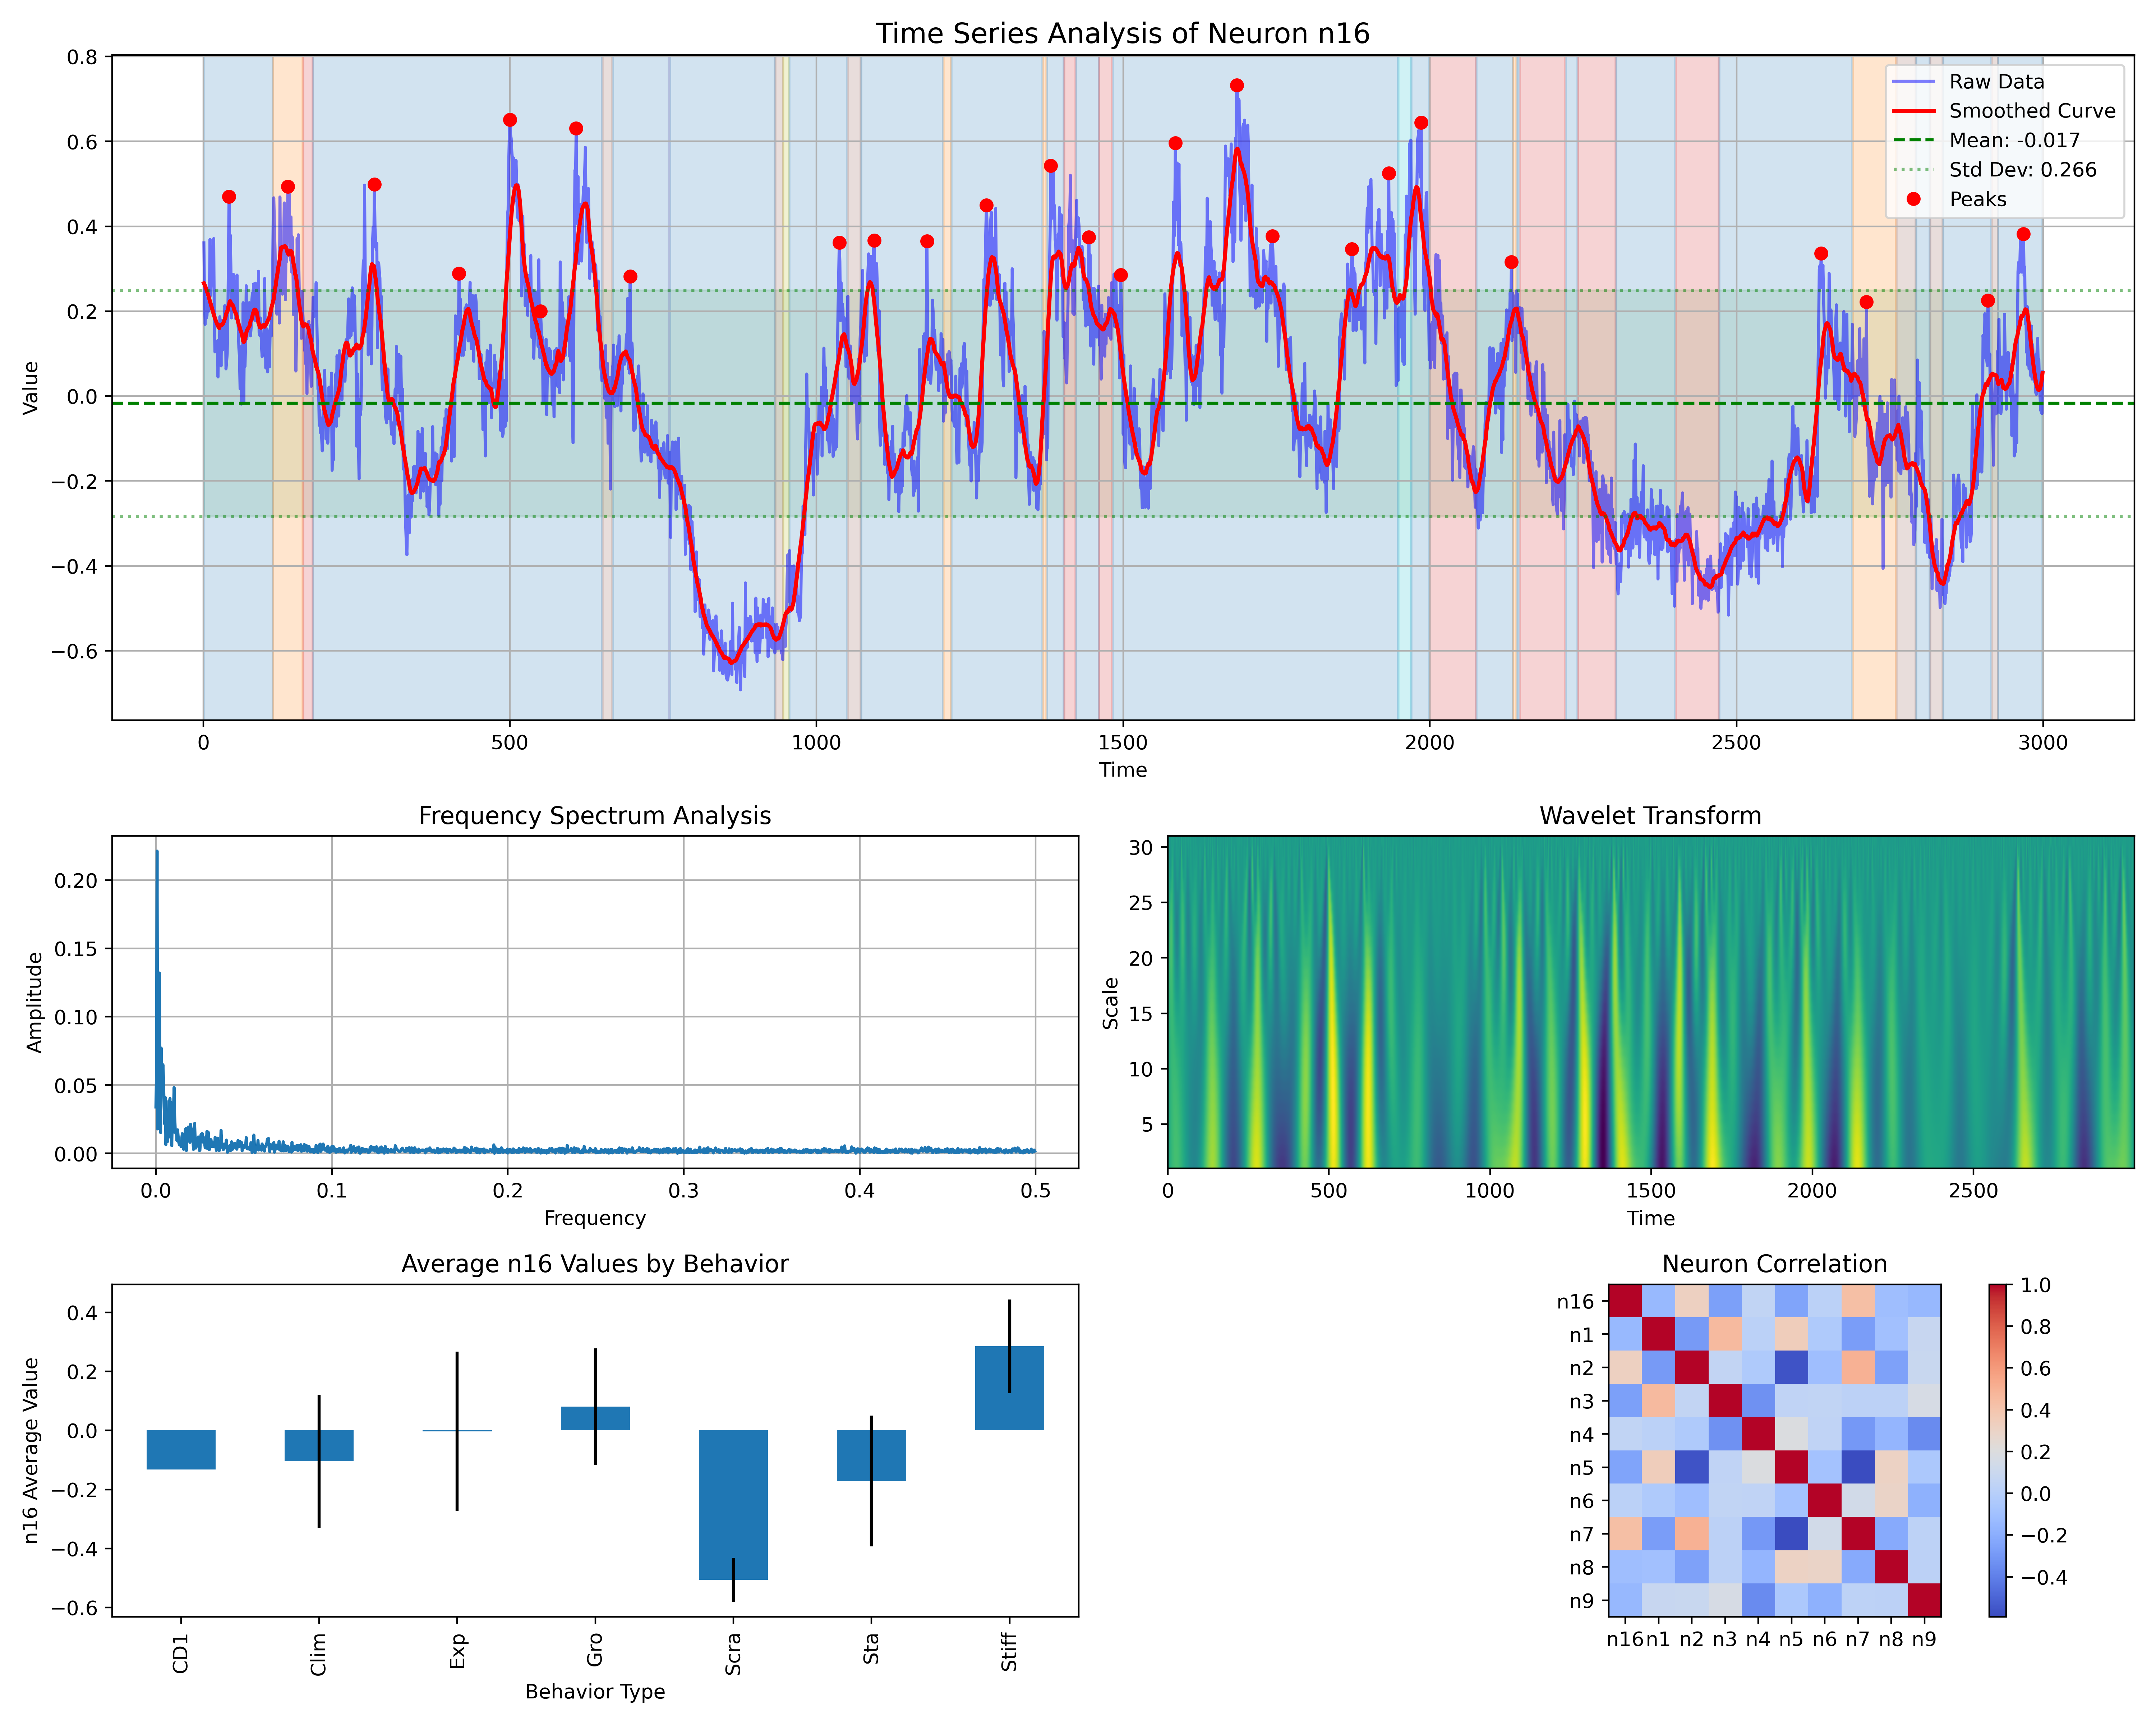 Time Series Analysis of Neuron n16
Value
0.8
0.6
0.4
0.2
0.0
−0.2
−0.4
−0.6
Raw Data
Smoothed Curve
Mean: -0.017
Std Dev: 0.266
Peaks
0 500 1000 1500 2000 2500 3000
Time
Frequency Spectrum Analysis
Amplitude
0.20
0.15
0.10
0.05
0.00
0.0 0.1 0.2 0.3 0.4 0.5
Frequency
Wavelet Transform
Scale
30
25
20
15
10
5
0 500 1000 1500 2000 2500
Time
Average n16 Values by Behavior
n16 Average Value
0.4
0.2
0.0
−0.2
−0.4
−0.6
CD1 Clim Exp Gro Scra Sta Stiff
Behavior Type
Neuron Correlation
n16
n1
n2
n3
n4
n5
n6
n7
n8
n9
n16 n1 n2 n3 n4 n5 n6 n7 n8 n9
1.0
0.8
0.6
0.4
0.2
0.0
−0.2
−0.4